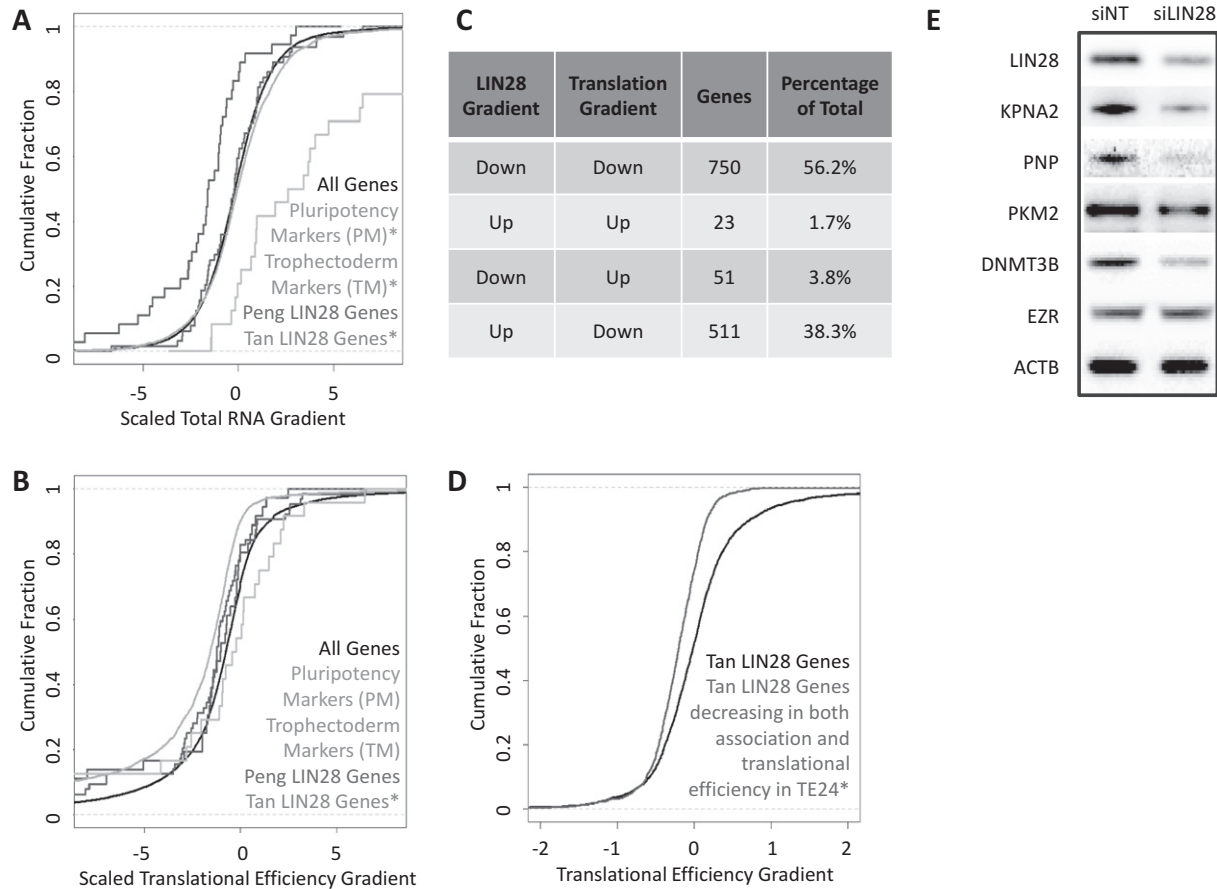 A
1
0.8
0.6
0.4
0.2
0
Cumulative Fraction
All Genes
Pluripotency
Markers (PM)*
Trophectoderm
Markers (TM)*
Peng LIN28 Genes
Tan LIN28 Genes*
-5 0 5
Scaled Total RNA Gradient
C
LIN28 Gradient Translation Gradient Genes Percentage of Total
Down Down 750 56.2%
Up Up 23 1.7%
Down Up 51 3.8%
Up Down 511 38.3%
E
siNT siLIN28
LIN28
KPNA2
PNP
PKM2
DNMT3B
EZR
ACTB
B
1
0.8
0.6
0.4
0.2
0
Cumulative Fraction
All Genes
Pluripotency
Markers (PM)
Trophectoderm
Markers (TM)
Peng LIN28 Genes
Tan LIN28 Genes*
-5 0 5
Scaled Translational Efficiency Gradient
D
1
0.8
0.6
0.4
0.2
0
Cumulative Fraction
Tan LIN28 Genes
Tan LIN28 Genes
decreasing in both
association and
translational
efficiency in TE24*
-2 -1 0 1 2
Translational Efficiency Gradient